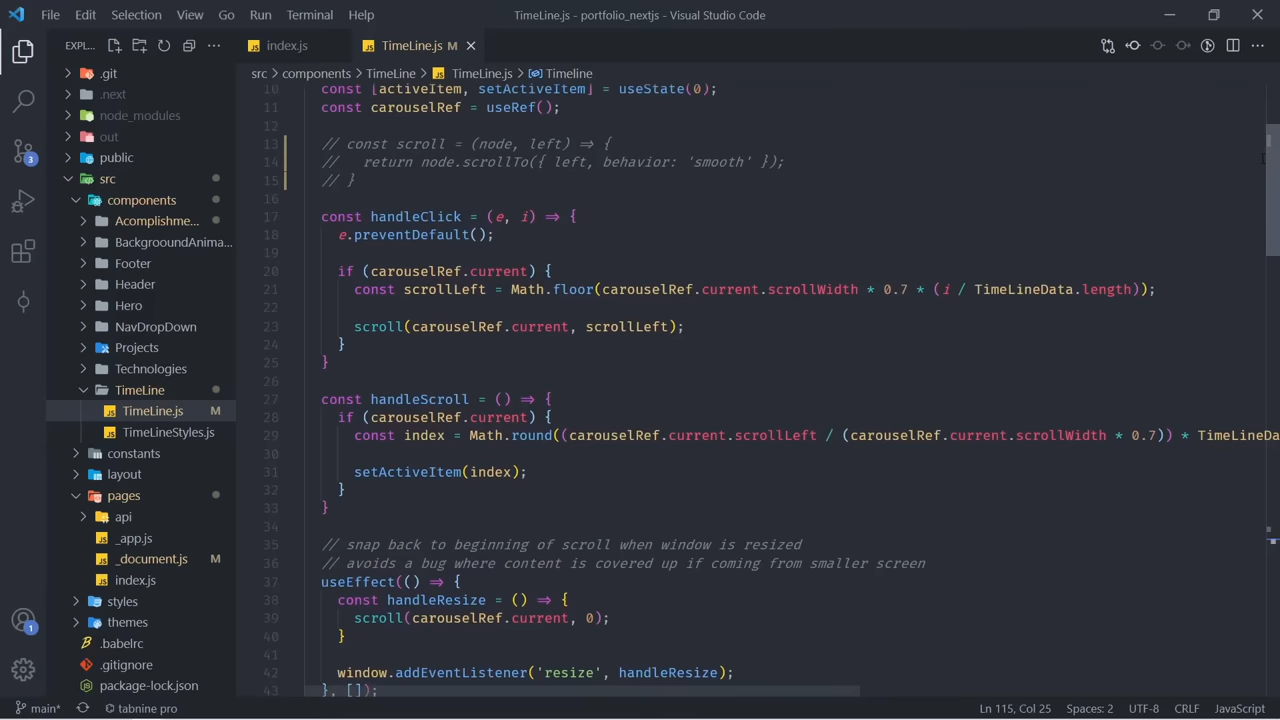 File Edit Selection View Go Run Terminal Help
TimeLine.js - portfolio_nextjs - Visual Studio Code
EXPL...
index.js
TimeLine.js M
src > components > TimeLine > TimeLine.js > Timeline
.git
.next
node_modules
out
public
src
components
Acomplishme...
BackgrooundAnima...
Footer
Header
Hero
NavDropDown
Projects
Technologies
TimeLine
TimeLine.js M
TimeLineStyles.js
constants
layout
pages
api
_app.js
_document.js M
index.js
styles
themes
.babelrc
.gitignore
package-lock.json
3
1
10 const [activeItem, setActiveItem] = useState(0);
11 const carouselRef = useRef();
12
13 // const scroll = (node, left) => {
14 //   return node.scrollTo({ left, behavior: 'smooth' });
15 // }
16
17 const handleClick = (e, i) => {
18   e.preventDefault();
19
20   if (carouselRef.current) {
21     const scrollLeft = Math.floor(carouselRef.current.scrollWidth * 0.7 * (i / TimeLineData.length));
22
23     scroll(carouselRef.current, scrollLeft);
24   }
25 }
26
27 const handleScroll = () => {
28   if (carouselRef.current) {
29     const index = Math.round((carouselRef.current.scrollLeft / (carouselRef.current.scrollWidth * 0.7)) * TimeLineDa
30
31     setActiveItem(index);
32   }
33 }
34
35 // snap back to beginning of scroll when window is resized
36 // avoids a bug where content is covered up if coming from smaller screen
37 useEffect(() => {
38   const handleResize = () => {
39     scroll(carouselRef.current, 0);
40   }
41
42   window.addEventListener('resize', handleResize);
43 }, []);
main* tabnine pro
Ln 115, Col 25 Spaces: 2 UTF-8 CRLF JavaScript